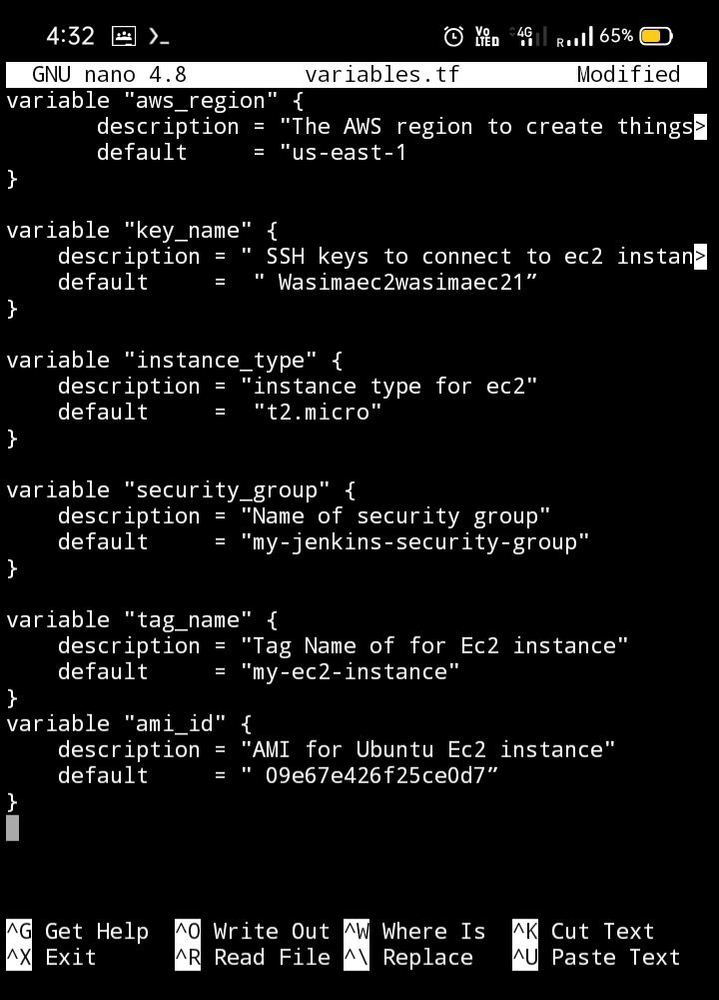 4:32 VoLTED 4G R 65%
GNU nano 4.8 variables.tf Modified
variable "aws_region" {
description = "The AWS region to create things>
default = "us-east-1
}
variable "key_name" {
description = " SSH keys to connect to ec2 instan>
default = " Wasimaec2wasimaec21”
}
variable "instance_type" {
description = "instance type for ec2"
default = "t2.micro"
}
variable "security_group" {
description = "Name of security group"
default = "my-jenkins-security-group"
}
variable "tag_name" {
description = "Tag Name of for Ec2 instance"
default = "my-ec2-instance"
}
variable "ami_id" {
description = "AMI for Ubuntu Ec2 instance"
default = " 09e67e426f25ce0d7”
}
^G Get Help ^O Write Out ^W Where Is ^K Cut Text
^X Exit ^R Read File ^\ Replace ^U Paste Text